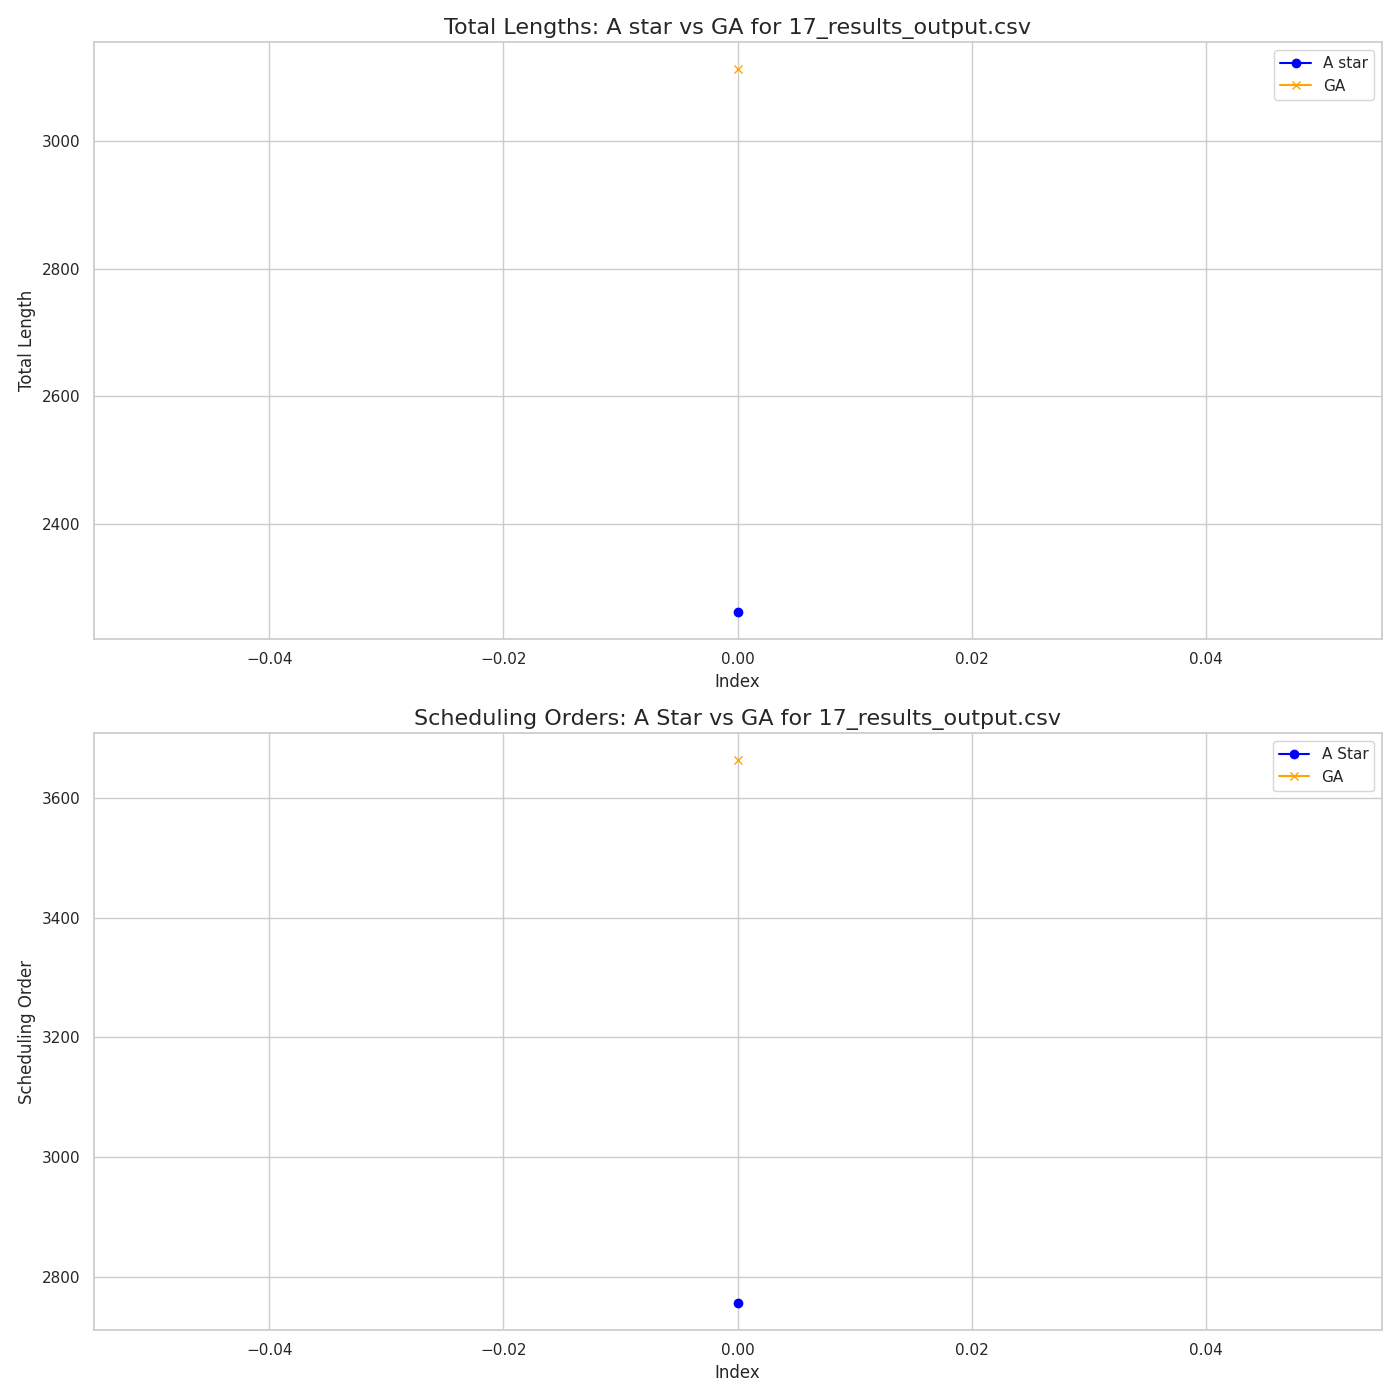 Total Lengths: A star vs GA for 17_results_output.csv
A star
GA
3000
2800
2600
2400
Total Length
−0.04 −0.02 0.00 0.02 0.04
Index
Scheduling Orders: A Star vs GA for 17_results_output.csv
A Star
GA
3600
3400
3200
3000
2800
Scheduling Order
−0.04 −0.02 0.00 0.02 0.04
Index